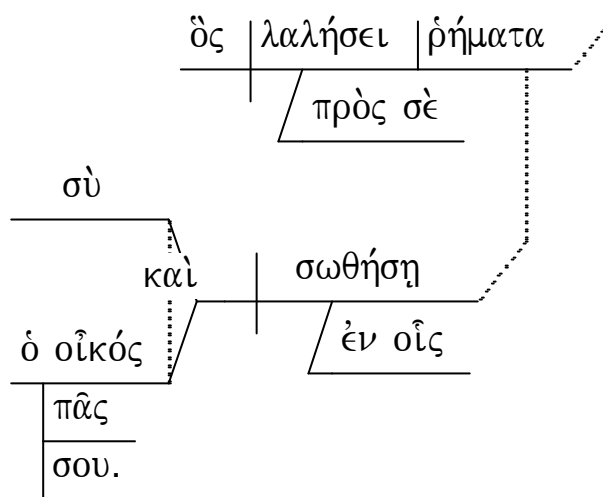 ὃς λαλήσει ῥήματα
πρὸς σὲ
σὺ
καὶ σωθήσῃ
ὁ οἶκός ἐν οἷς
πᾶς
σου.